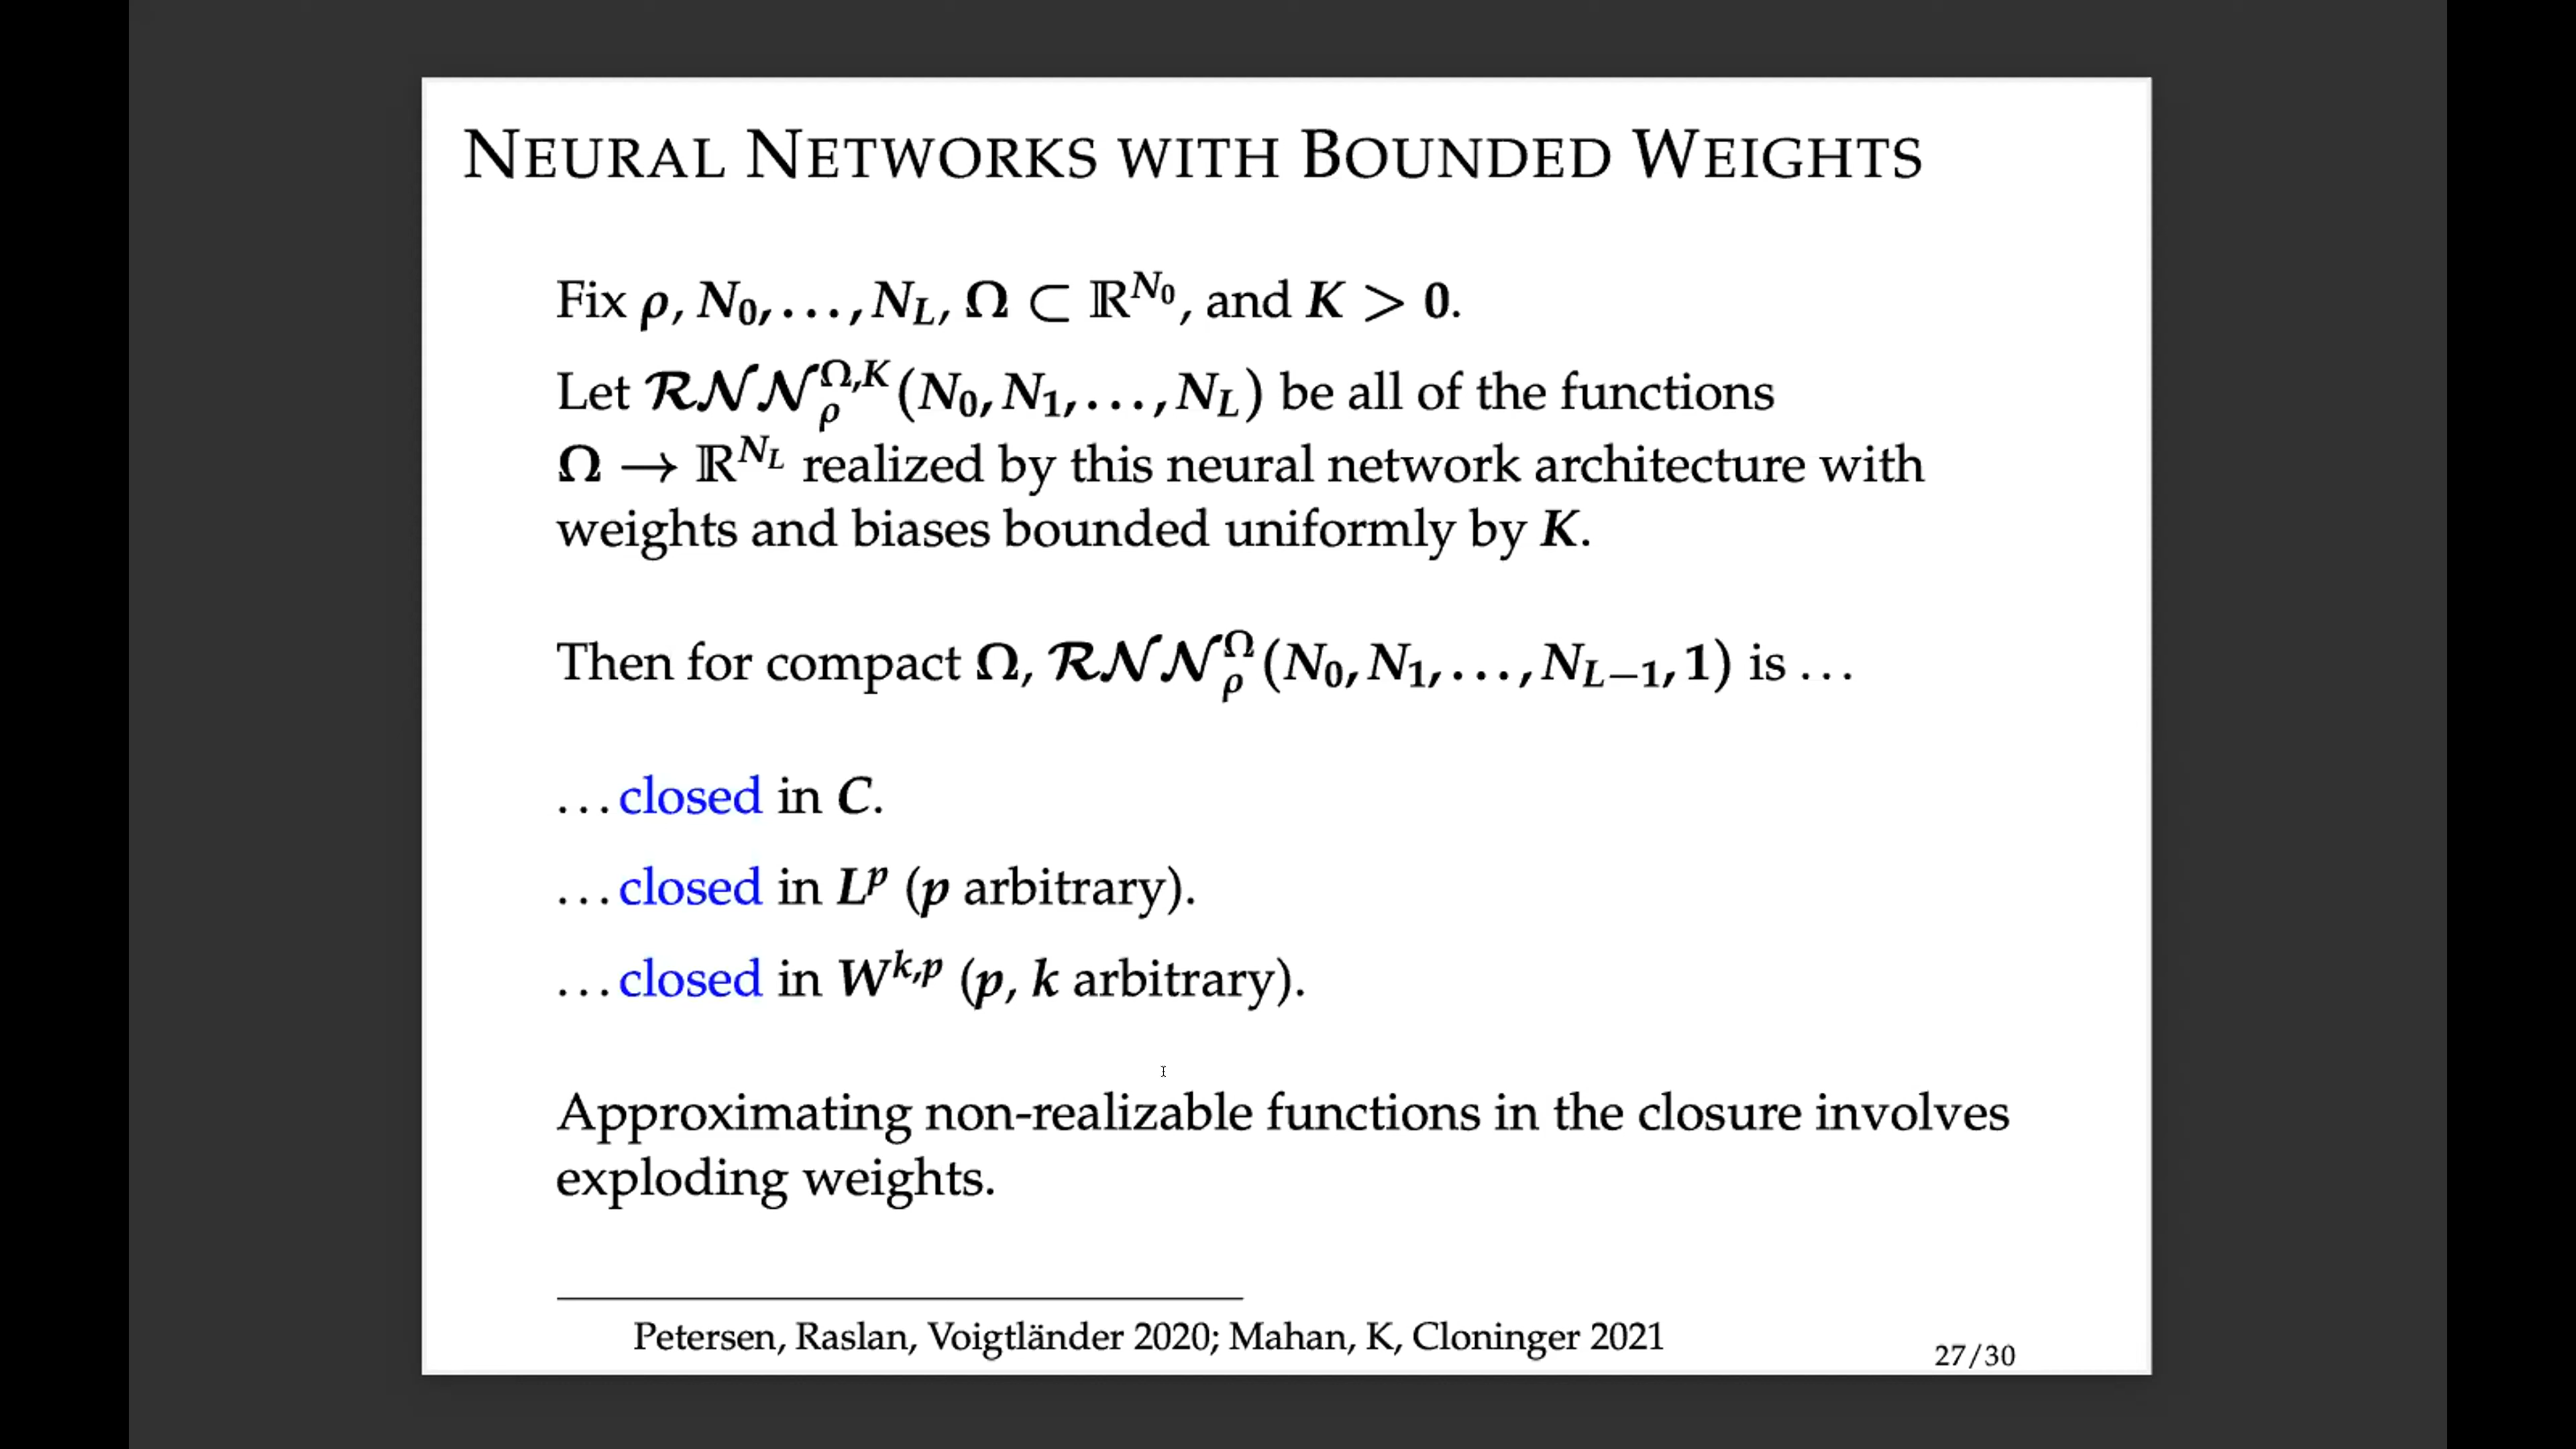 NEURAL NETWORKS WITH BOUNDED WEIGHTS
Fix ρ, N₀, …, N_L, Ω ⊂ ℝ^{N₀}, and K > 0.
Let 𝓡𝓝𝓝_ρ^{Ω,K}(N₀, N₁, …, N_L) be all of the functions
Ω → ℝ^{N_L} realized by this neural network architecture with
weights and biases bounded uniformly by K.
Then for compact Ω, 𝓡𝓝𝓝_ρ^Ω(N₀, N₁, …, N_{L−1}, 1) is …
… closed in C.
… closed in L^p (p arbitrary).
… closed in W^{k,p} (p, k arbitrary).
Approximating non-realizable functions in the closure involves
exploding weights.
Petersen, Raslan, Voigtländer 2020; Mahan, K, Cloninger 2021
27/30